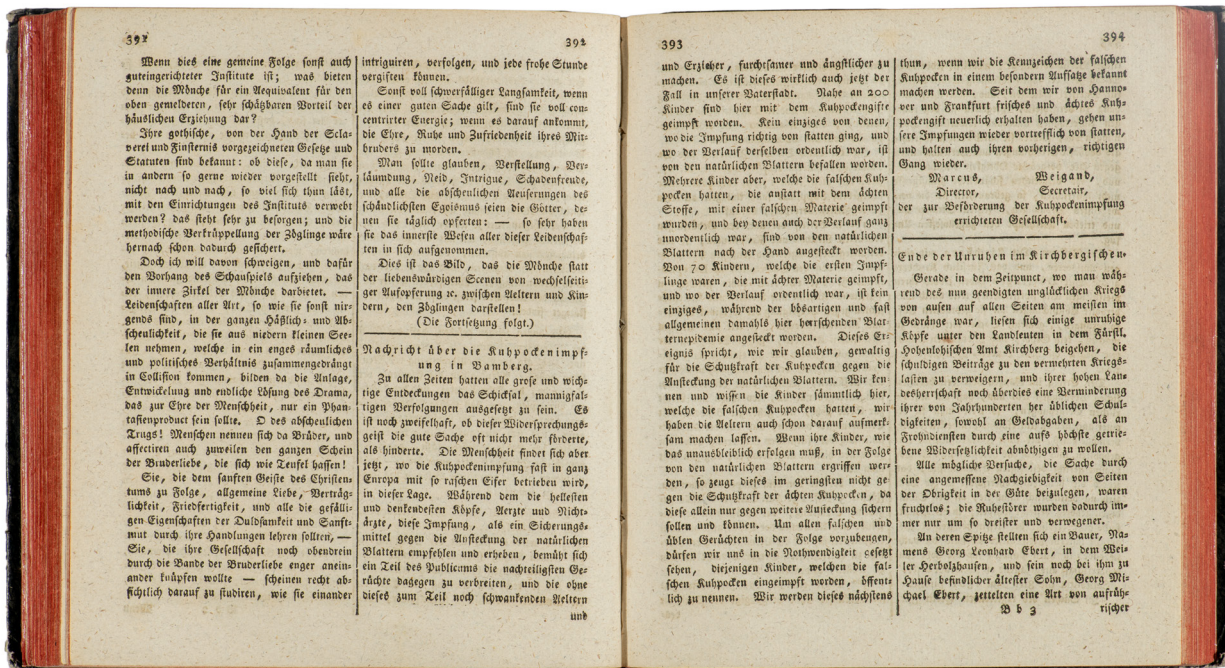 391
Wenn dies eine gemeine Folge sonst auch
guteingerichteter Institute ist; was bieten
denn die Mönche für ein Aequivalent für den
oben gemeldeten, sehr schätzbaren Vorteil der
häuslichen Erziehung dar?
Ihre gothische, von der Hand der Scla-
verei und Finsternis vorgezeichneten Gesetze und
Statuten sind bekannt: ob diese, da man sie
in andern so gerne wieder vorgestellt sieht,
nicht nach und nach, so viel sich thun läst,
mit den Einrichtungen des Instituts verwebt
werden? das steht sehr zu besorgen; und die
methodische Verkrüppellung der Zöglinge wäre
hernach schon dadurch gesichert.
Doch ich will davon schweigen, und dafür
den Vorhang des Schauspiels aufziehen, das
der innere Zirkel der Mönche darbietet. —
Leidenschaften aller Art, so wie sie sonst nir-
gends sind, in der ganzen Häßlich- und Ab-
scheulichkeit, die sie aus niedern kleinen See-
len nehmen, welche in ein enges räumliches
und politisches Verhältnis zusammengedrängt
in Collision kommen, bilden da die Anlage,
Entwickelung und endliche Lösung des Drama,
das zur Ehre der Menschheit, nur ein Phan-
tasienproduct sein sollte. O des abscheulichen
Trugs! Menschen nennen sich da Brüder, und
affectiren auch zuweilen den ganzen Schein
der Bruderliebe, die sich wie Teufel hassen!
Sie, die dem sanften Geiste des Christen-
tums zu Folge, allgemeine Liebe, Verträg-
lichkeit, Friedfertigkeit, und alle die gefälli-
gen Eigenschaften der Duldsamkeit und Sanft-
mut durch ihre Handlungen lehren sollten, —
Sie, die ihre Gesellschaft noch obendrein
durch die Bande der Bruderliebe enger anein-
ander knüpfen wollte — scheinen recht ab-
sichtlich darauf zu studiren, wie sie einander
392
intriguiren, verfolgen, und jede frohe Stunde
vergiften können.
Sonst voll schwerfälliger Langsamkeit, wenn
es einer guten Sache gilt, sind sie voll con-
centrirter Energie; wenn es darauf ankommt,
die Ehre, Ruhe und Zufriedenheit ihres Mit-
bruders zu morden.
Man sollte glauben, Verstellung, Ver-
läumdung, Neid, Intrigue, Schadenfreude,
und alle die abscheulichen Aeuserungen des
schändlichsten Egoismus seien die Götter, de-
nen sie täglich opferten: — so sehr haben
sie das innerste Wesen aller dieser Leidenschaf-
ten in sich aufgenommen.
Dies ist das Bild, das die Mönche statt
der liebenswürdigen Scenen von wechselseiti-
ger Aufopferung ꝛc. zwischen Aeltern und Kin-
dern, den Zöglingen darstellen!
(Die Fortsetzung folgt.)
Nachricht über die Kuhpockenimpf-
ung in Bamberg.
Zu allen Zeiten hatten alle grose und wich-
tige Entdeckungen das Schicksal, mannigfal-
tigen Verfolgungen ausgesetzt zu sein. Es
ist noch zweifelhaft, ob dieser Widersprechungs-
geist die gute Sache oft nicht mehr förderte,
als hinderte. Die Menschheit findet sich aber
jetzt, wo die Kuhpockenimpfung fast in ganz
Europa mit so raschen Eifer betrieben wird,
in dieser Lage. Während dem die hellesten
und denkendesten Köpfe, Aerzte und Nicht-
ärzte, diese Impfung, als ein Sicherungs-
mittel gegen die Ansteckung der natürlichen
Blattern empfehlen und erheben, bemüht sich
ein Teil des Publicums die nachteiligsten Ge-
rüchte dagegen zu verbreiten, und die ohne
dieses zum Teil noch schwankenden Aeltern
und
393
und Erzieher, furchtsamer und ängstlicher zu
machen. Es ist dieses wirklich auch jetzt der
Fall in unserer Vaterstadt. Nahe an 200
Kinder sind hier mit dem Kuhpockengifte
geimpft worden. Kein einziges von denen,
wo die Impfung richtig von statten ging, und
wo der Verlauf derselben ordentlich war, ist
von den natürlichen Blattern befallen worden.
Mehrere Kinder aber, welche die falschen Kuh-
pocken hatten, die anstatt mit dem ächten
Stoffe, mit einer falschen Materie geimpft
wurden, und bey denen auch der Verlauf ganz
unordentlich war, sind von den natürlichen
Blattern nach der Hand angesteckt worden.
Von 70 Kindern, welche die ersten Impf-
linge waren, die mit ächter Materie geimpft,
und wo der Verlauf ordentlich war, ist kein
einziges, während der bösartigen und fast
allgemeinen damahls hier herrschenden Blat-
ternepidemie angesteckt worden. Dieses Er-
eignis spricht, wie wir glauben, gewaltig
für die Schutzkraft der Kuhpocken gegen die
Ansteckung der natürlichen Blattern. Wir ken-
nen und wissen die Kinder sämmtlich hier,
welche die falschen Kuhpocken hatten, wir
haben die Aeltern auch schon darauf aufmerk-
sam machen lassen. Wenn ihre Kinder, wie
das unausbleiblich erfolgen muß, in der Folge
von den natürlichen Blattern ergriffen wer-
den, so zeugt dieses im geringsten nicht ge-
gen die Schutzkraft der ächten Kuhpocken, da
diese allein nur gegen weitere Ansteckung sichern
sollen und können. Um allen falschen und
üblen Gerüchten in der Folge vorzubeugen,
dürfen wir uns in die Nothwendigkeit gesetzt
sehen, diejenigen Kinder, welchen die fal-
schen Kuhpocken eingeimpft worden, öffent-
lich zu nennen. Wir werden dieses nächstens
394
thun, wenn wir die Kennzeichen der falschen
Kuhpocken in einem besondern Aufsatze bekannt
machen werden. Seit dem wir von Hanno-
ver und Frankfurt frisches und ächtes Kuh-
pockengift neuerlich erhalten haben, gehen un-
sere Impfungen wieder vortrefflich von statten,
und halten auch ihren vorherigen, richtigen
Gang wieder.
Marcus, Weigand,
Director, Secretair,
der zur Beförderung der Kuhpockenimpfung
errichteten Gesellschaft.
Ende der Unruhen im Kirchbergischen.
Gerade in dem Zeitpunct, wo man wäh-
rend des nun geendigten unglücklichen Kriegs
von ausen auf allen Seiten am meisten im
Gedränge war, liesen sich einige unruhige
Köpfe unter den Landleuten in dem Fürstl.
Hohenlohischen Amt Kirchberg beigehen, die
schuldigen Beiträge zu den vermehrten Kriegs-
lasten zu verweigern, und ihrer hohen Lan-
desherrschaft noch überdies eine Verminderung
ihrer von Jahrhunderten her üblichen Schul-
digkeiten, sowohl an Geldabgaben, als an
Frohndiensten durch eine aufs höchste getrie-
bene Widersetzlichkeit abnöthigen zu wollen.
Alle mögliche Versuche, die Sache durch
eine angemessene Nachgiebigkeit von Seiten
der Obrigkeit in der Güte beizulegen, waren
fruchtlos; die Ruhestörer wurden dadurch im-
mer nur um so dreister und verwegener.
An deren Spitze stellten sich ein Bauer, Na-
mens Georg Leonhard Ebert, in dem Wei-
ler Herbolzhausen, und sein noch bei ihm zu
Hause befindlicher ältester Sohn, Georg Mi-
chael Ebert, zettelten eine Art von aufrüh-
B b 3 rischer